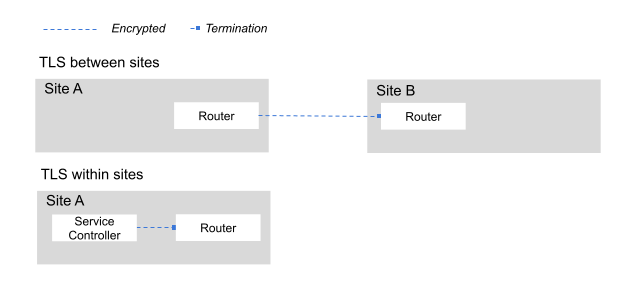 Encrypted
Termination
TLS between sites
Site A
Site B
Router
Router
TLS within sites
Site A
Service
Controller
Router